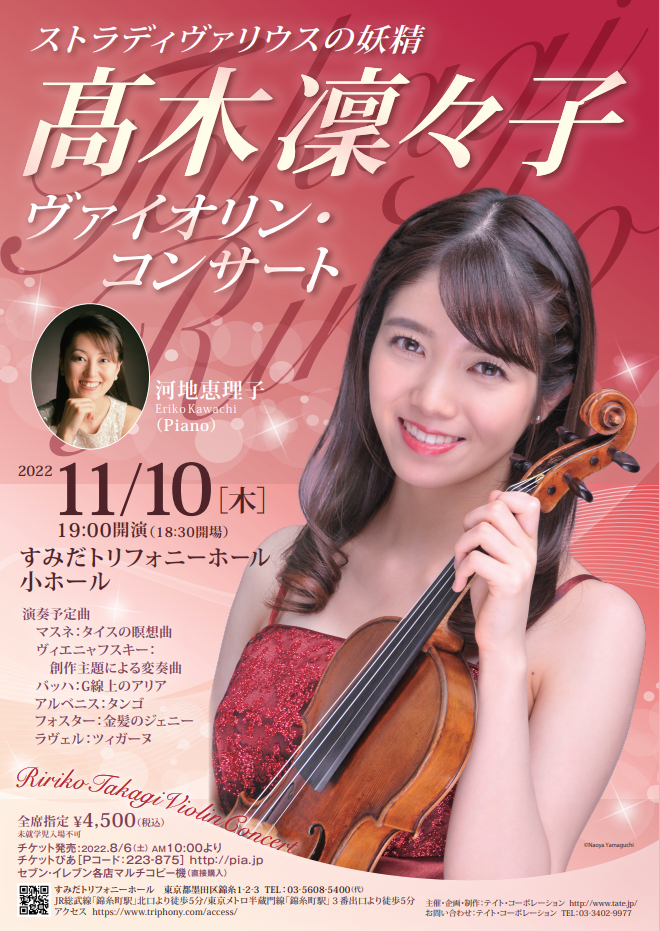 ストラディヴァリウスの妖精
髙木凜々子
ヴァイオリン・
コンサート
Takagi
Ririko
河地恵理子
Eriko Kawachi
(Piano)
2022 11/10[木]
19:00開演(18:30開場)
すみだトリフォニーホール
小ホール
演奏予定曲
マスネ:タイスの瞑想曲
ヴィエニャフスキー:
創作主題による変奏曲
バッハ:G線上のアリア
アルベニス:タンゴ
フォスター:金髪のジェニー
ラヴェル:ツィガーヌ
Ririko Takagi Violin Concert
全席指定 ¥4,500(税込)
未就学児入場不可
チケット発売:2022.8/6(土) AM10:00より
チケットぴあ[Pコード:223-875] http://pia.jp
セブン-イレブン各店マルチコピー機(直接購入)
©Naoya Yamaguchi
すみだトリフォニーホール 東京都墨田区錦糸1-2-3 TEL:03-5608-5400(代)
JR総武線「錦糸町駅」北口より徒歩5分/東京メトロ半蔵門線「錦糸町駅」3番出口より徒歩5分
アクセス https://www.triphony.com/access/
主催・企画・制作:テイト・コーポレーション http://www.tate.jp/
お問い合わせ:テイト・コーポレーション TEL:03-3402-9977